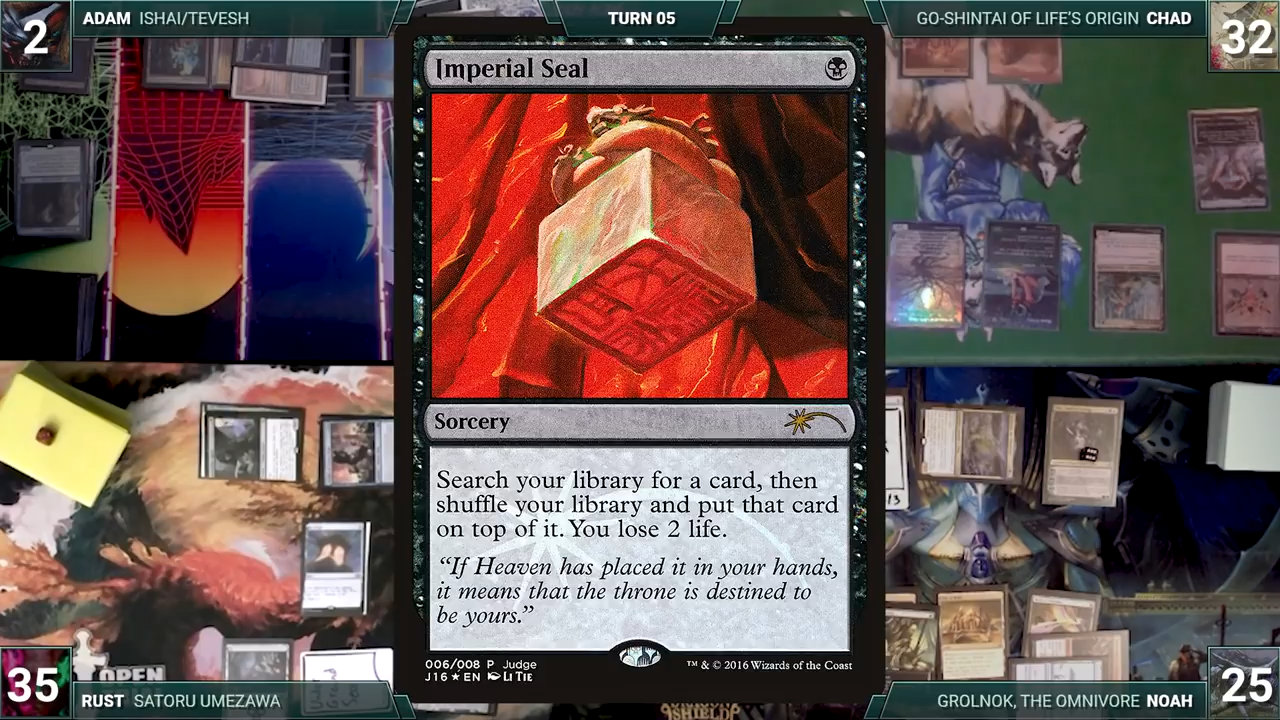 2
ADAM ISHAI/TEVESH
TURN 05
GO-SHINTAI OF LIFE'S ORIGIN CHAD
32
Imperial Seal
Sorcery
Search your library for a card, then
shuffle your library and put that card
on top of it. You lose 2 life.
“If Heaven has placed it in your hands,
it means that the throne is destined to
be yours.”
006/008 P Judge
J16 ★ EN LI TIE
™ & © 2016 Wizards of the Coast
OPEN
35
RUST SATORU UMEZAWA
GROLNOK, THE OMNIVORE NOAH
25